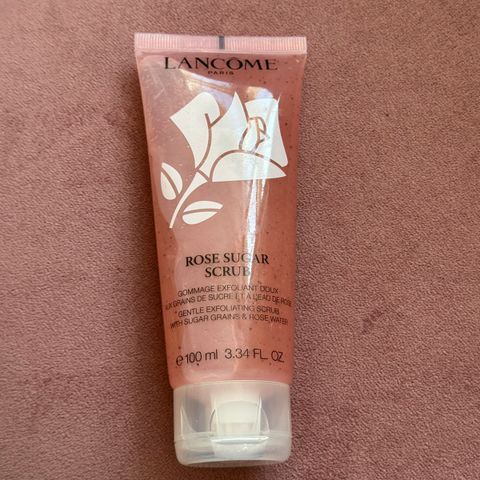 LANCOME
PARIS
ROSE SUGAR
SCRUB
GOMMAGE EXFOLIANT DOUX
AUX GRAINS DE SUCRE ET À L'EAU DE ROSE
GENTLE EXFOLIATING SCRUB
WITH SUGAR GRAINS & ROSE WATER
e 100 ml 3.34 FL. OZ.